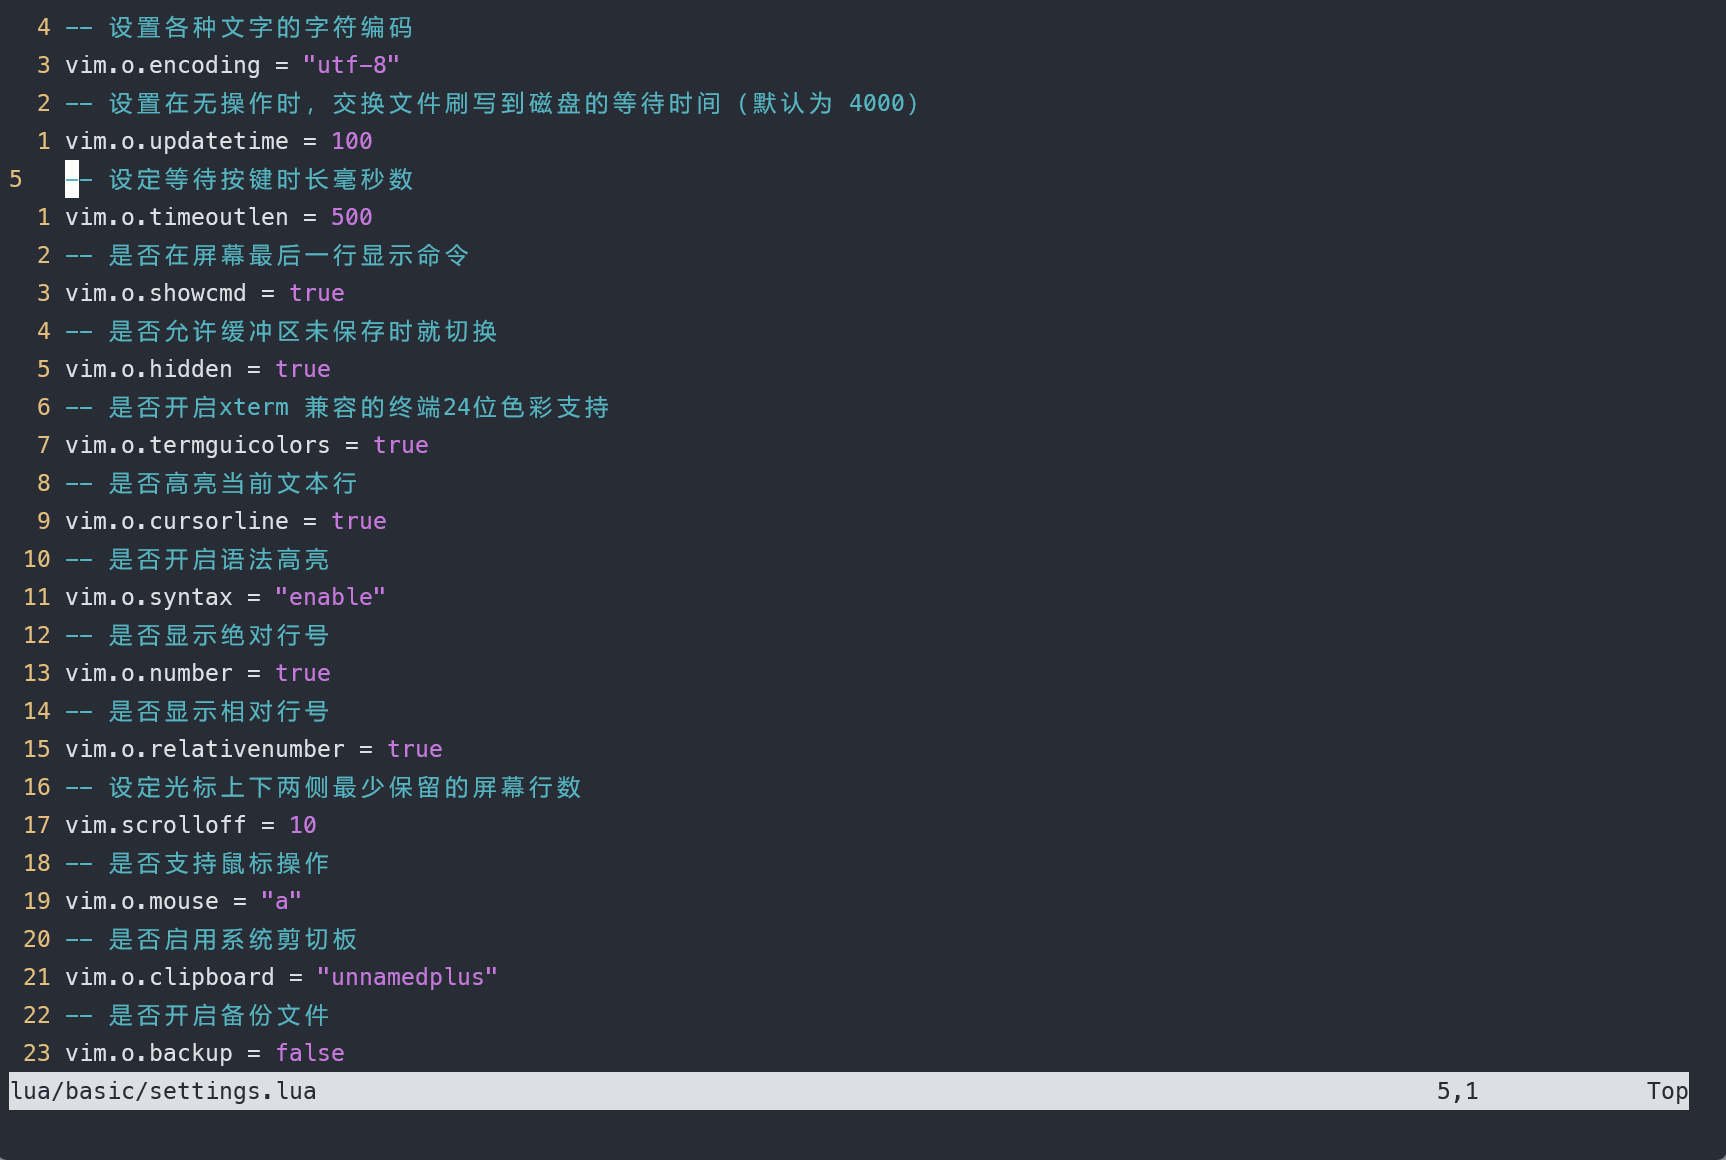 4 -- 设置各种文字的字符编码
3 vim.o.encoding = "utf-8"
2 -- 设置在无操作时，交换文件刷写到磁盘的等待时间（默认为 4000）
1 vim.o.updatetime = 100
5 -- 设定等待按键时长毫秒数
1 vim.o.timeoutlen = 500
2 -- 是否在屏幕最后一行显示命令
3 vim.o.showcmd = true
4 -- 是否允许缓冲区未保存时就切换
5 vim.o.hidden = true
6 -- 是否开启xterm 兼容的终端24位色彩支持
7 vim.o.termguicolors = true
8 -- 是否高亮当前文本行
9 vim.o.cursorline = true
10 -- 是否开启语法高亮
11 vim.o.syntax = "enable"
12 -- 是否显示绝对行号
13 vim.o.number = true
14 -- 是否显示相对行号
15 vim.o.relativenumber = true
16 -- 设定光标上下两侧最少保留的屏幕行数
17 vim.scrolloff = 10
18 -- 是否支持鼠标操作
19 vim.o.mouse = "a"
20 -- 是否启用系统剪切板
21 vim.o.clipboard = "unnamedplus"
22 -- 是否开启备份文件
23 vim.o.backup = false
lua/basic/settings.lua 5,1 Top